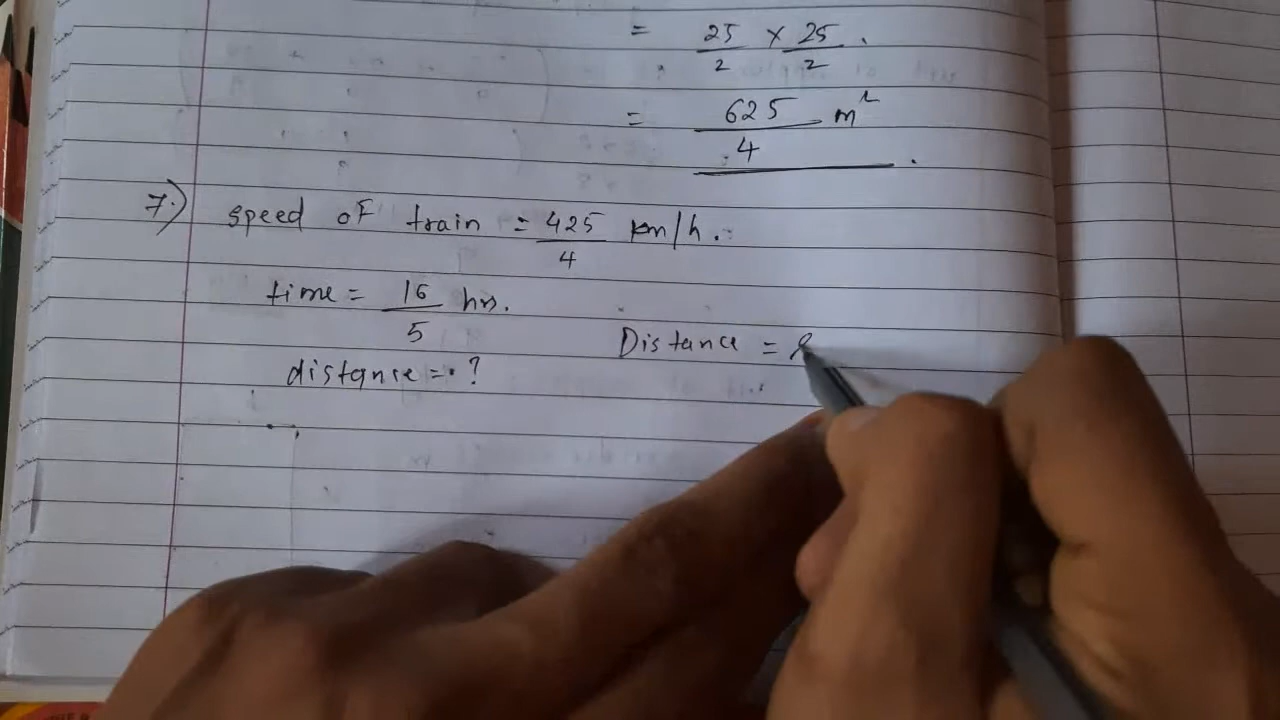 = 25/2 × 25/2 .
= 625/4 m² .
7.) speed of train = 425/4 km/h.
time = 16/5 hrs.
Distance =
distance = ?